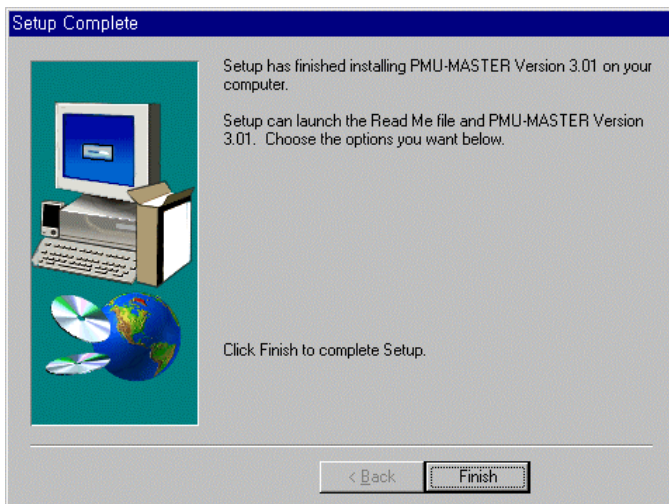 Setup Complete
Setup has finished installing PMU-MASTER Version 3.01 on your
computer.
Setup can launch the Read Me file and PMU-MASTER Version
3.01.  Choose the options you want below.
Click Finish to complete Setup.
< Back
Finish